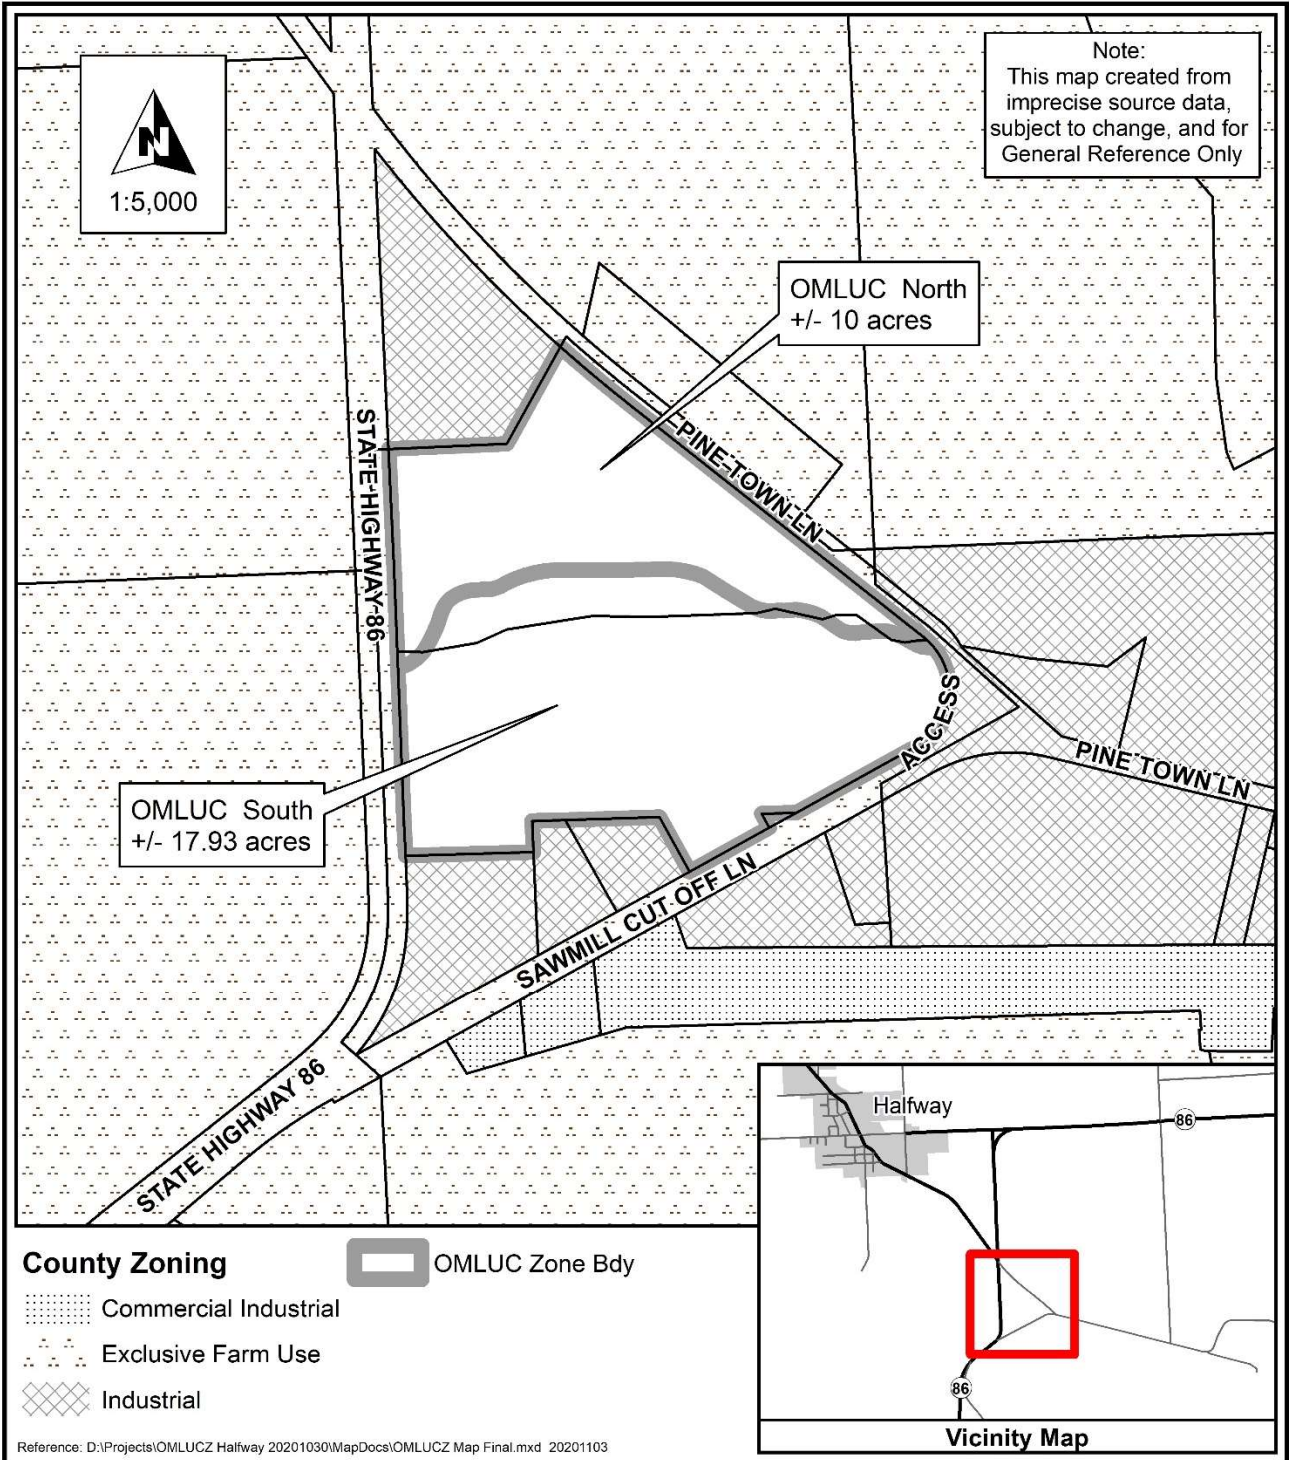 Note:
This map created from
imprecise source data,
subject to change, and for
General Reference Only
N
1:5,000
OMLUC North
+/- 10 acres
STATE HIGHWAY 86
PINE TOWN LN
ACCESS
PINE TOWN LN
OMLUC South
+/- 17.93 acres
SAWMILL CUT OFF LN
STATE HIGHWAY 86
Halfway
86
86
Vicinity Map
County Zoning
OMLUC Zone Bdy
Commercial Industrial
Exclusive Farm Use
Industrial
Reference: D:\Projects\OMLUCZ Halfway 20201030\MapDocs\OMLUCZ Map Final.mxd 20201103